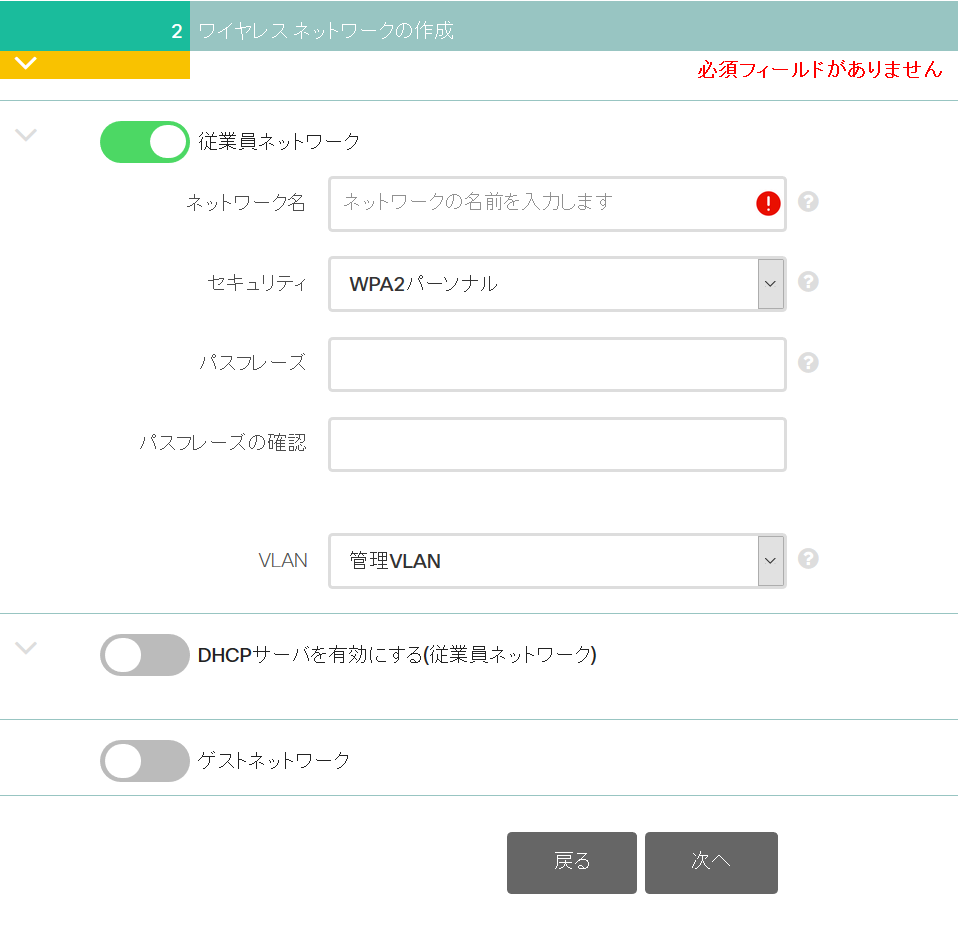 2 ワイヤレス ネットワークの作成
必須フィールドがありません
従業員ネットワーク
ネットワーク名 ネットワークの名前を入力します
セキュリティ WPA2パーソナル
パスフレーズ
パスフレーズの確認
VLAN 管理VLAN
DHCPサーバを有効にする(従業員ネットワーク)
ゲストネットワーク
戻る 次へ